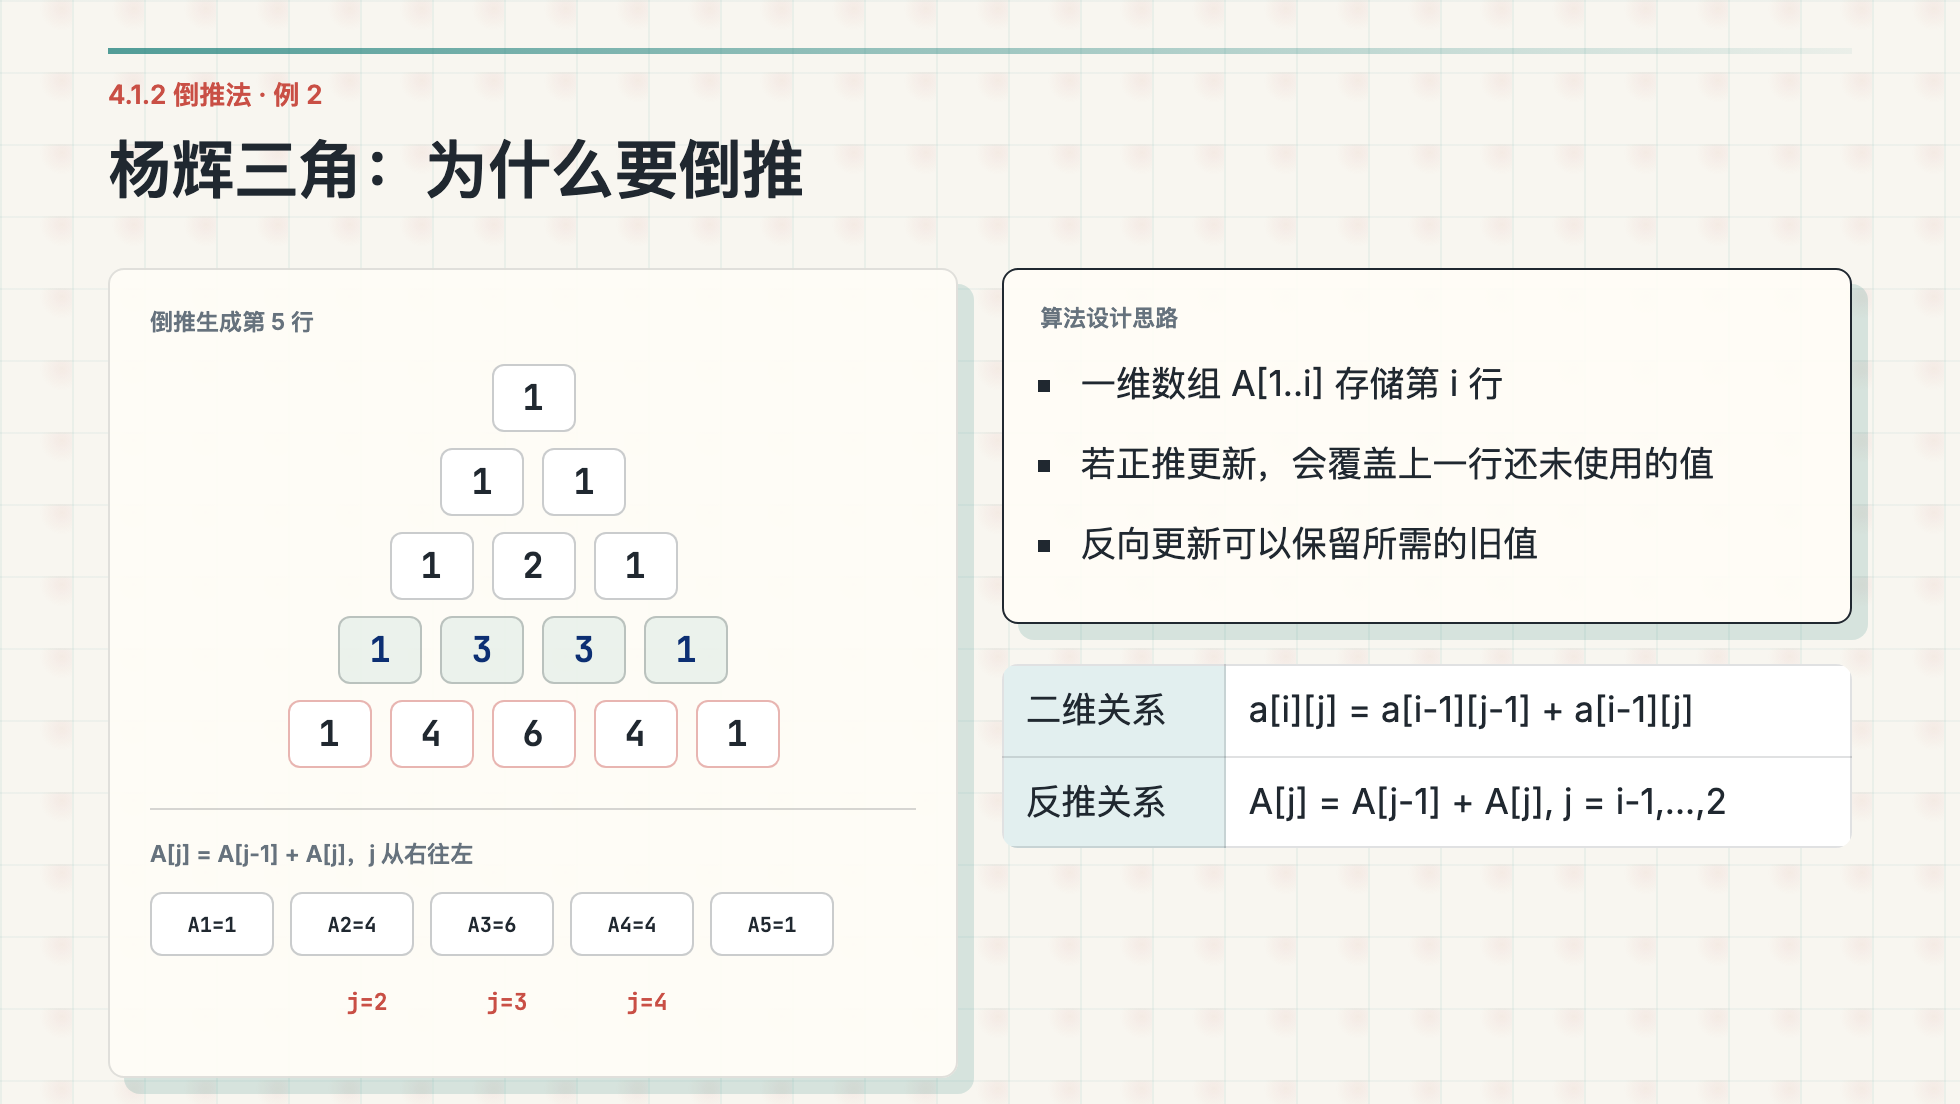 4.1.2 倒推法 · 例 2
杨辉三角：为什么要倒推
倒推生成第 5 行
1
1 1
1 2 1
1 3 3 1
1 4 6 4 1
A[j] = A[j-1] + A[j]，j 从右往左
A1=1 A2=4 A3=6 A4=4 A5=1
j=2 j=3 j=4
算法设计思路
▪ 一维数组 A[1..i] 存储第 i 行
▪ 若正推更新，会覆盖上一行还未使用的值
▪ 反向更新可以保留所需的旧值
二维关系 a[i][j] = a[i-1][j-1] + a[i-1][j]
反推关系 A[j] = A[j-1] + A[j], j = i-1,...,2